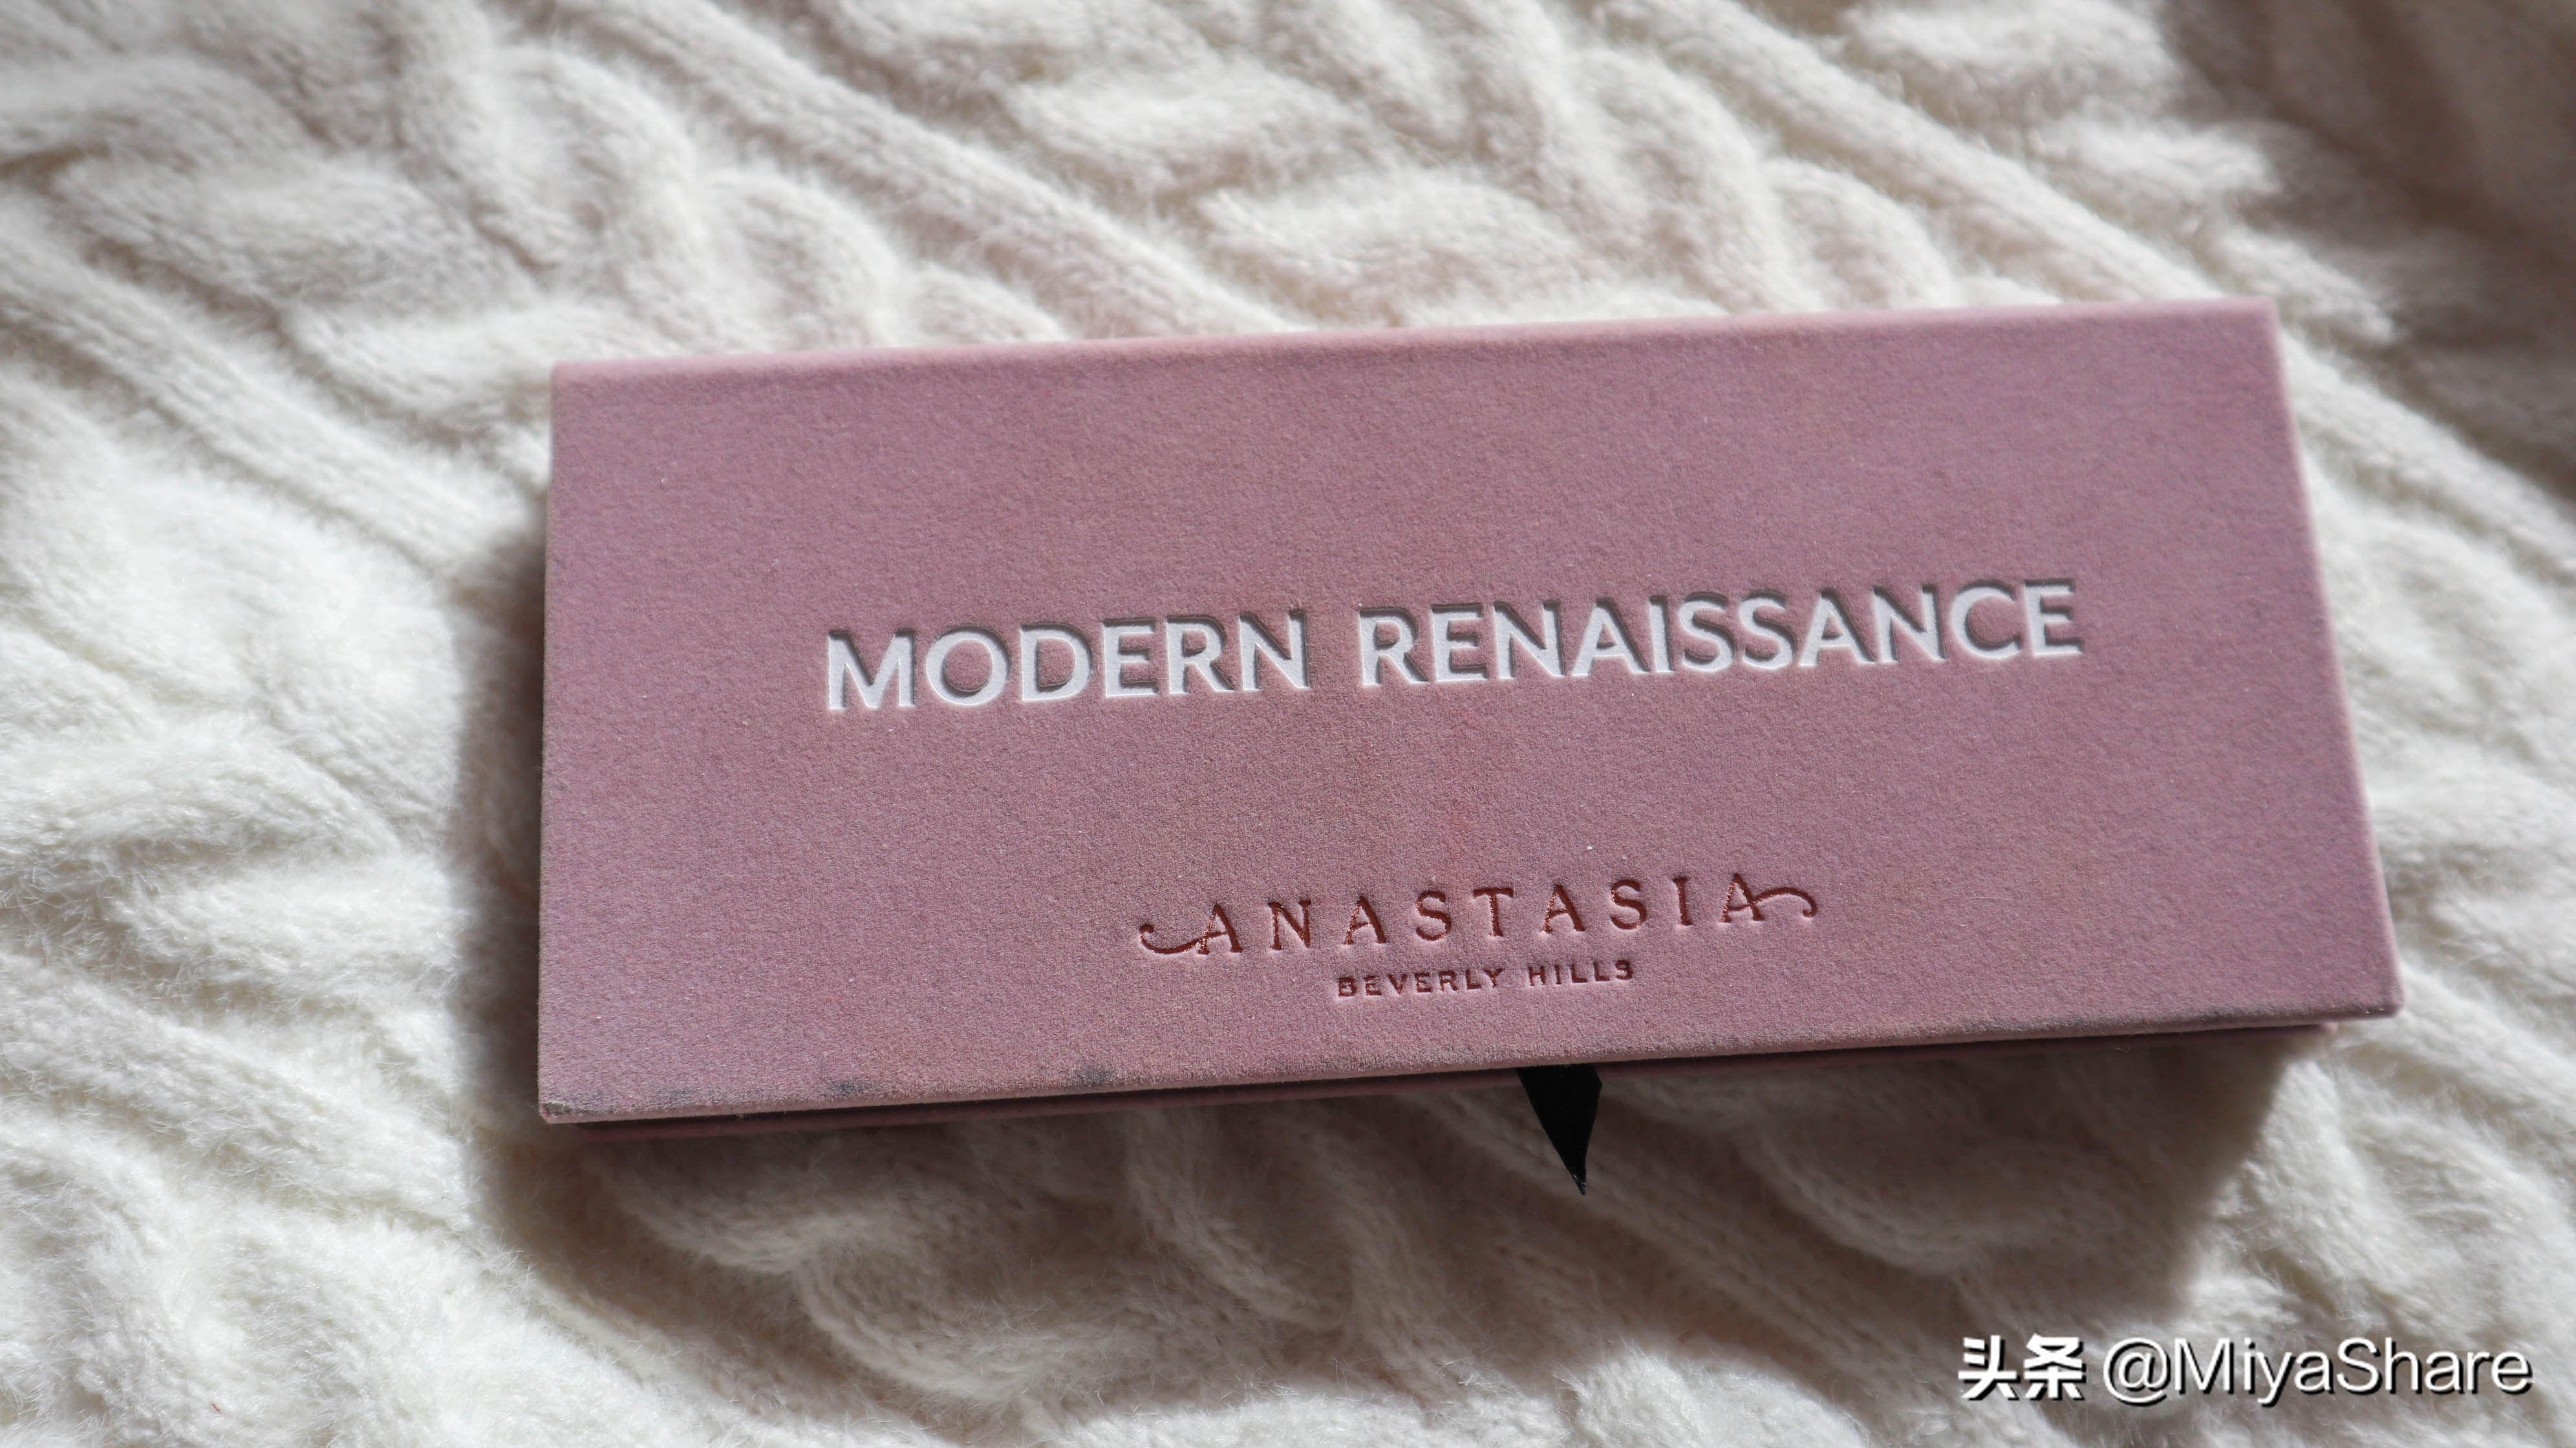 MODERN RENAISSANCE
ANASTASIA
BEVERLY HILLS
头条 @MiyaShare